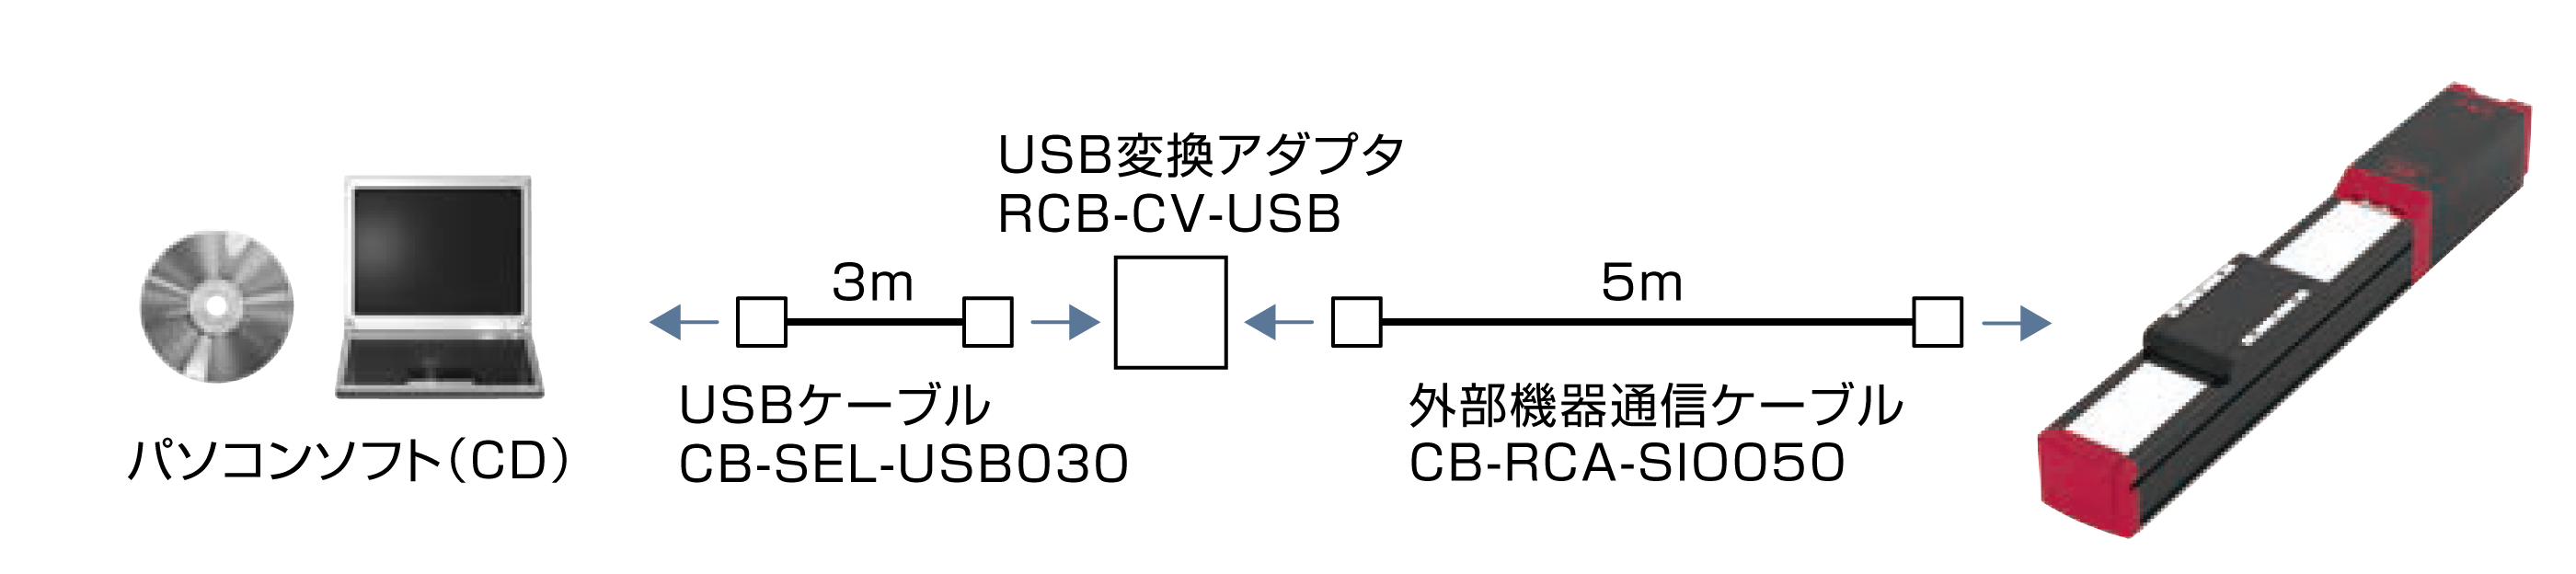 USB変換アダプタ
RCB-CV-USB
3m
5m
USBケーブル
CB-SEL-USB030
外部機器通信ケーブル
CB-RCA-SIO050
パソコンソフト（CD）